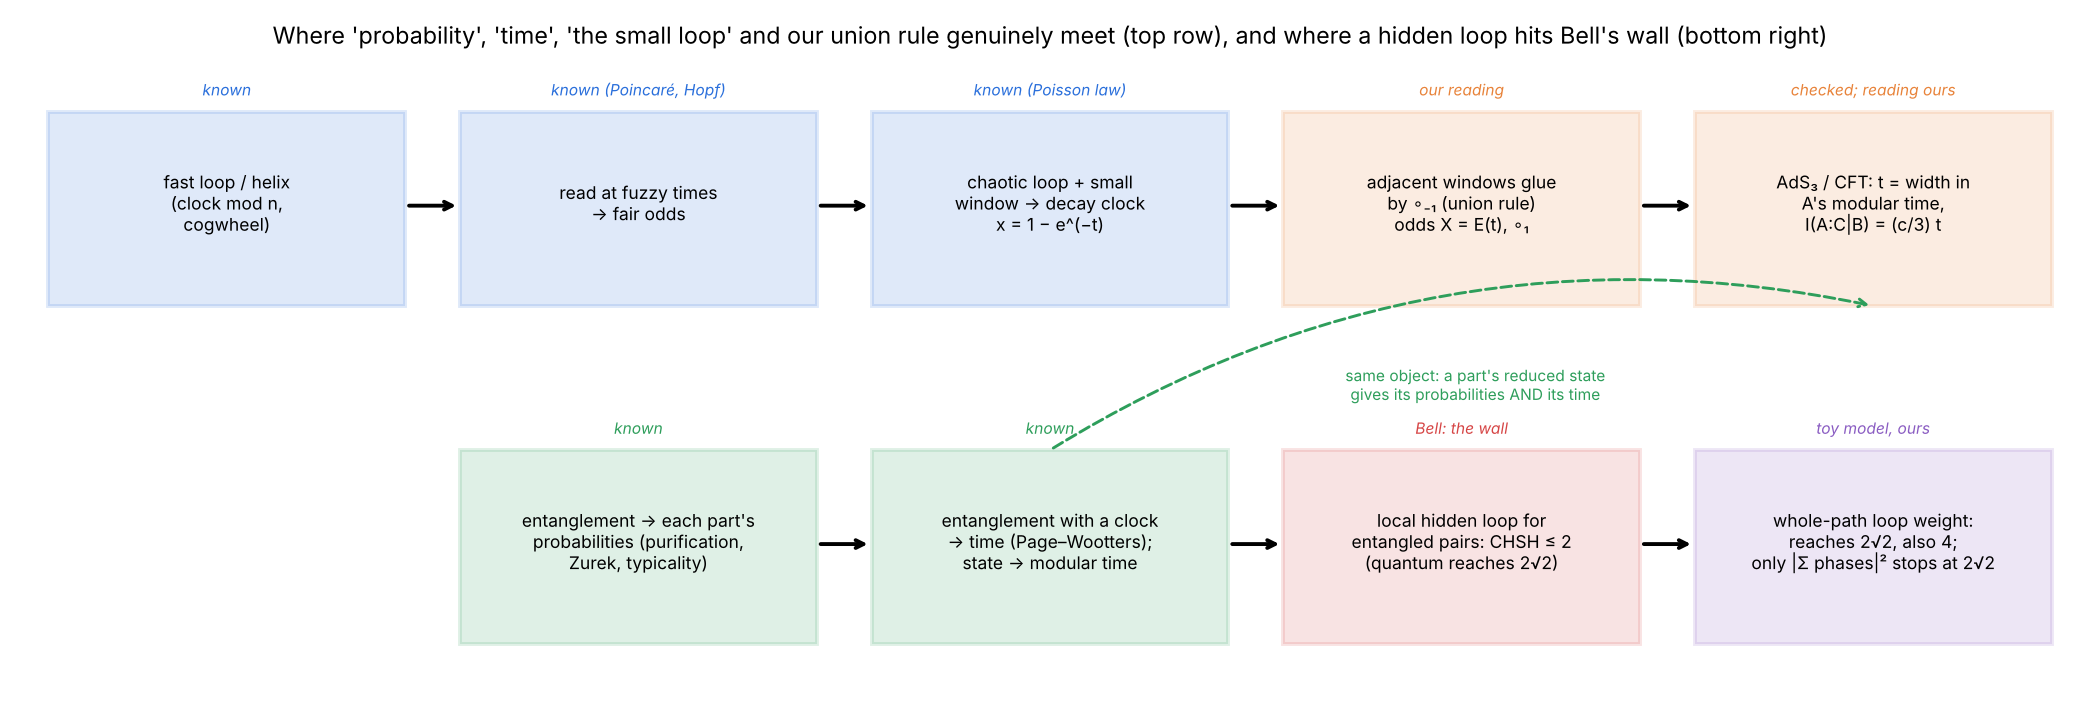 Where 'probability', 'time', 'the small loop' and our union rule genuinely meet (top row), and where a hidden loop hits Bell's wall (bottom right)
known
fast loop / helix
(clock mod n,
cogwheel)
known (Poincaré, Hopf)
read at fuzzy times
→ fair odds
known (Poisson law)
chaotic loop + small
window → decay clock
x = 1 − e^(−t)
our reading
adjacent windows glue
by ∘₋₁ (union rule)
odds X = E(t), ∘₁
checked; reading ours
AdS₃ / CFT: t = width in
A's modular time,
I(A:C|B) = (c/3) t
same object: a part's reduced state
gives its probabilities AND its time
known
entanglement → each part's
probabilities (purification,
Zurek, typicality)
known
entanglement with a clock
→ time (Page–Wootters);
state → modular time
Bell: the wall
local hidden loop for
entangled pairs: CHSH ≤ 2
(quantum reaches 2√2)
toy model, ours
whole-path loop weight:
reaches 2√2, also 4;
only |Σ phases|² stops at 2√2